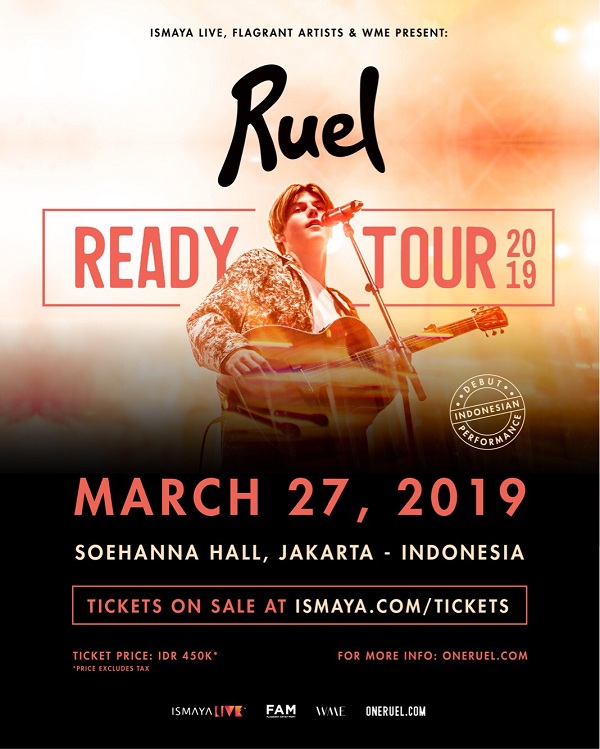 ISMAYA LIVE, FLAGRANT ARTISTS & WME PRESENT:
Ruel
READY TOUR 2019
DEBUT
INDONESIAN
PERFORMANCE
MARCH 27, 2019
SOEHANNA HALL, JAKARTA - INDONESIA
TICKETS ON SALE AT ISMAYA.COM/TICKETS
TICKET PRICE: IDR 450K*
*PRICE EXCLUDES TAX
FOR MORE INFO: ONERUEL.COM
ISMAYA LIVE
FAM
WME
ONERUEL.COM